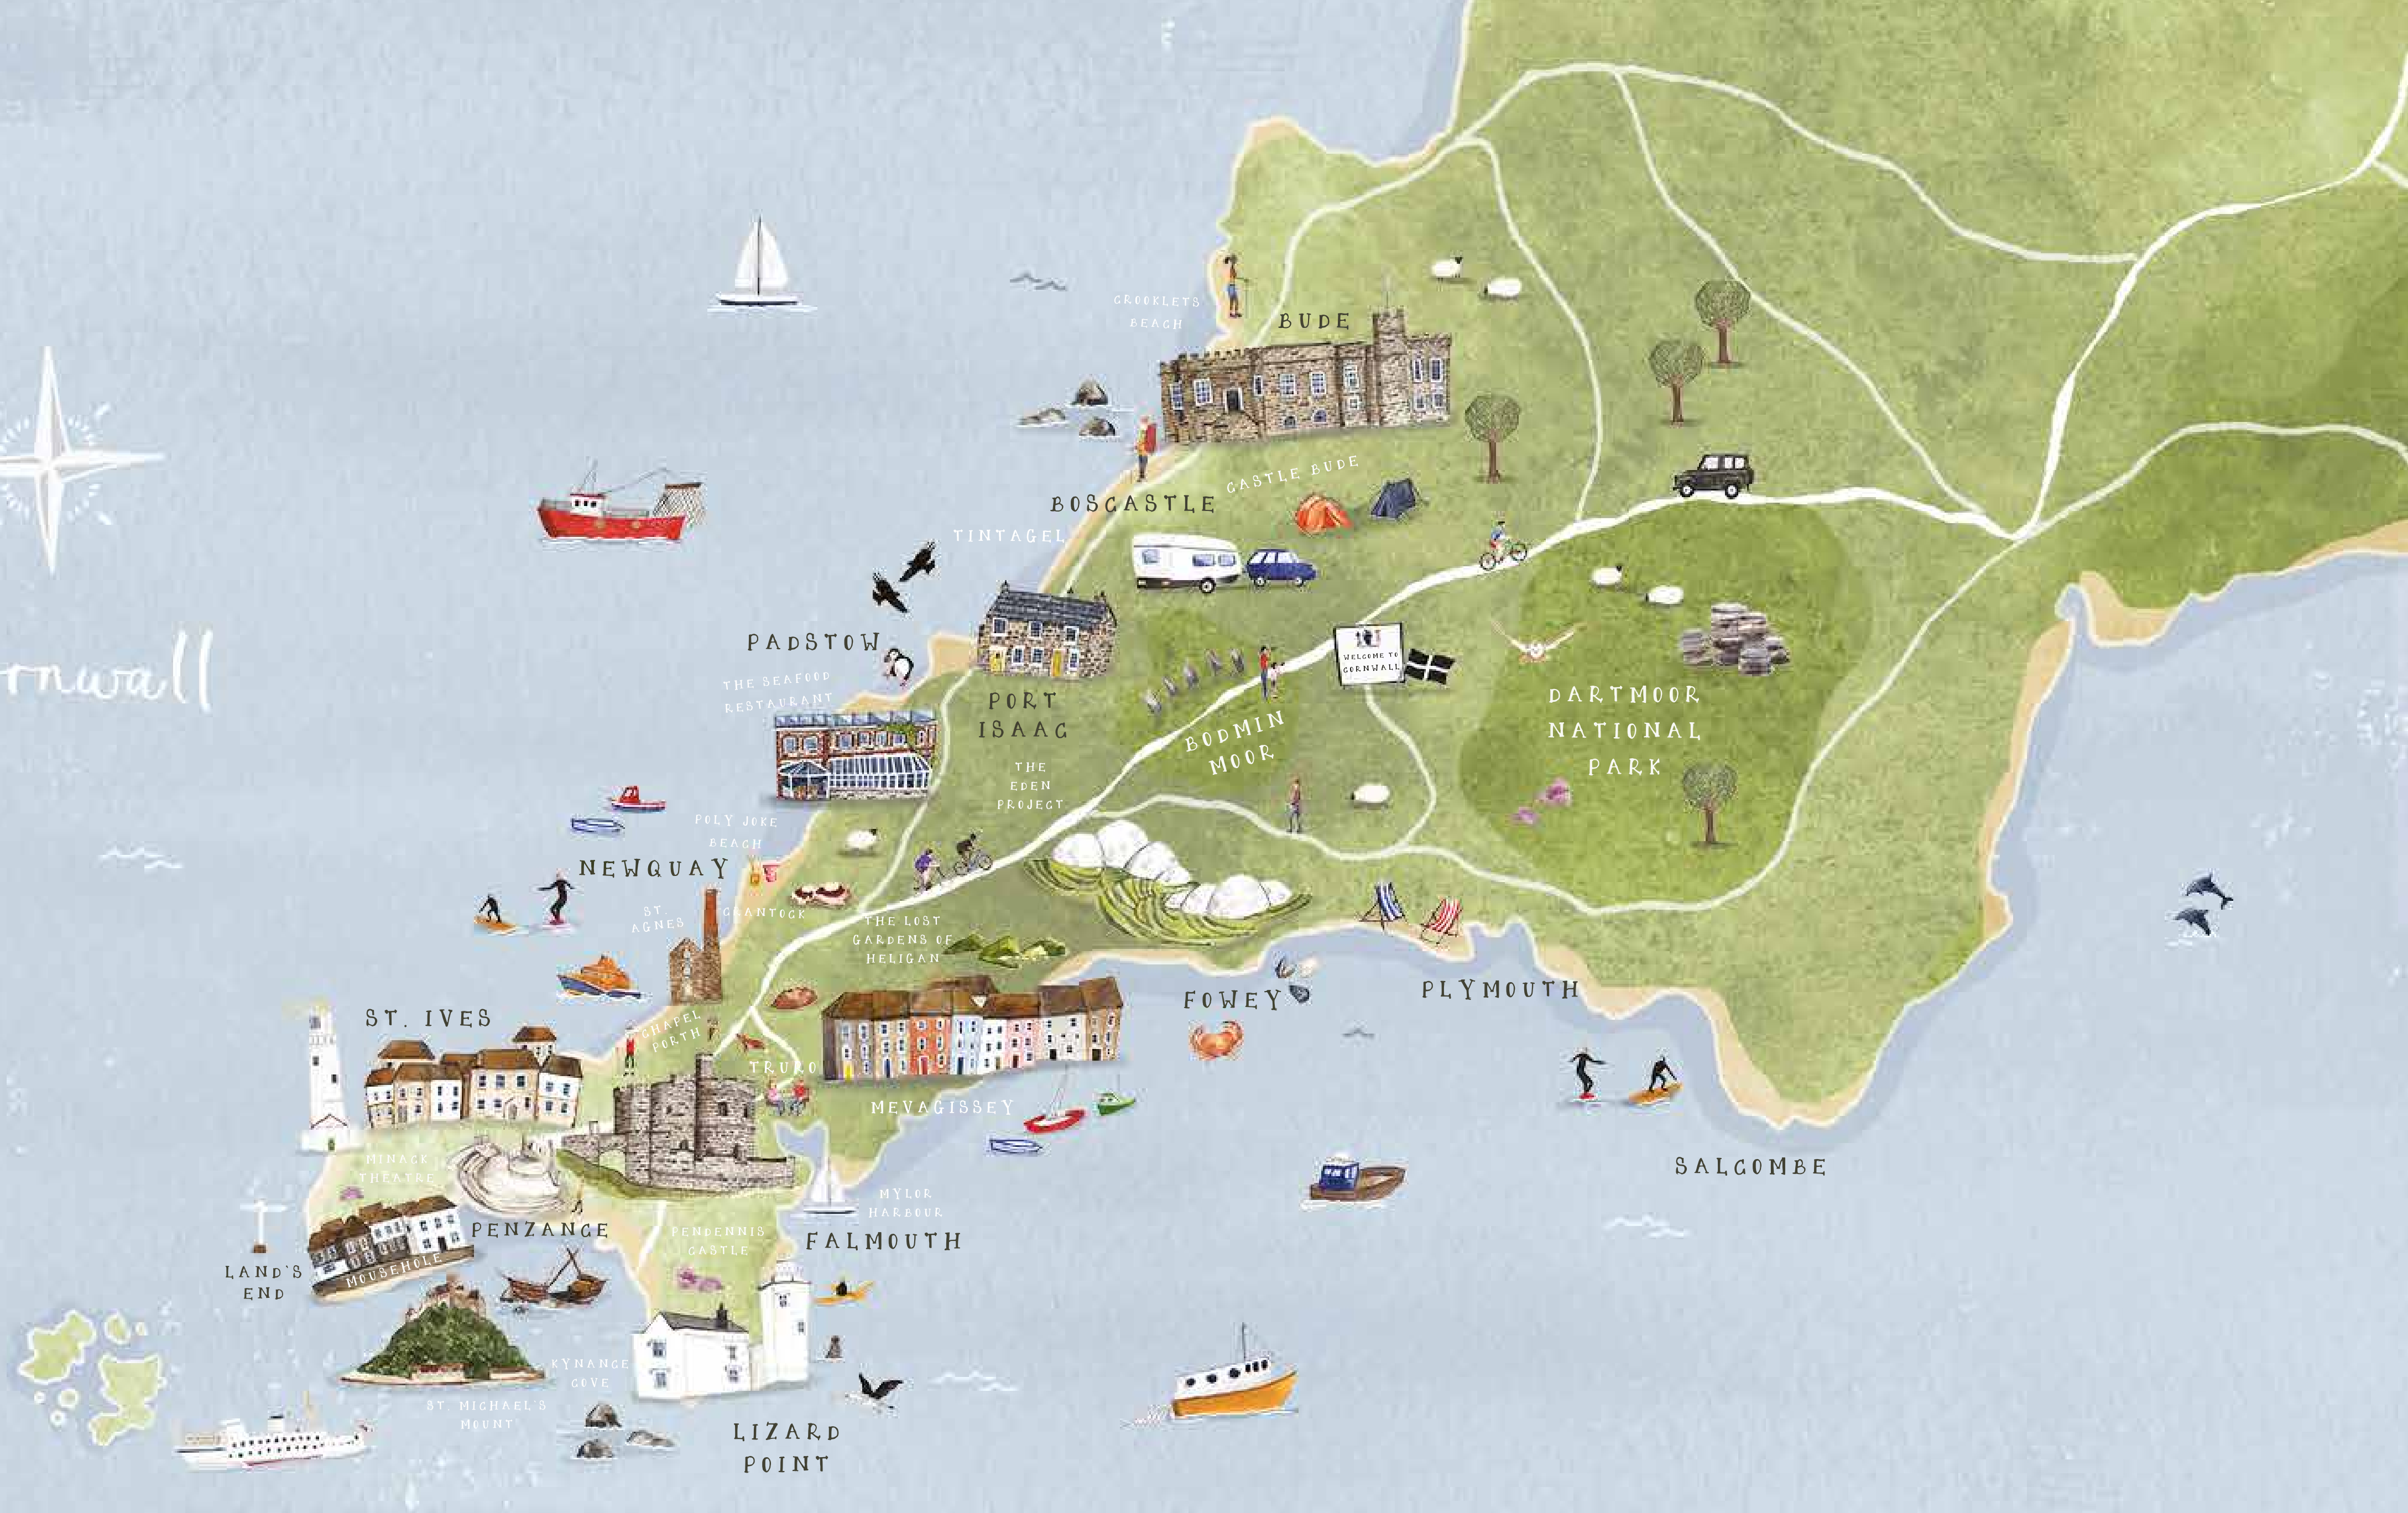 rnwall
CROOKLETS
BEACH
BUDE
CASTLE BUDE
BOSCASTLE
TINTAGEL
PADSTOW
THE SEAFOOD
RESTAURANT
PORT
ISAAC
WELCOME TO
CORNWALL
BODMIN
MOOR
DARTMOOR
NATIONAL
PARK
THE
EDEN
PROJECT
POLY JOKE
BEACH
NEWQUAY
CRANTOCK
ST.
AGNES
THE LOST
GARDENS OF
HELIGAN
FOWEY
PLYMOUTH
SALCOMBE
ST. IVES
CHAPEL
PORTH
TRURO
MEVAGISSEY
MINACK
THEATRE
PENZANCE
MOUSEHOLE
LAND'S
END
PENDENNIS
CASTLE
MYLOR
HARBOUR
FALMOUTH
KYNANCE
COVE
ST. MICHAEL'S
MOUNT
LIZARD
POINT